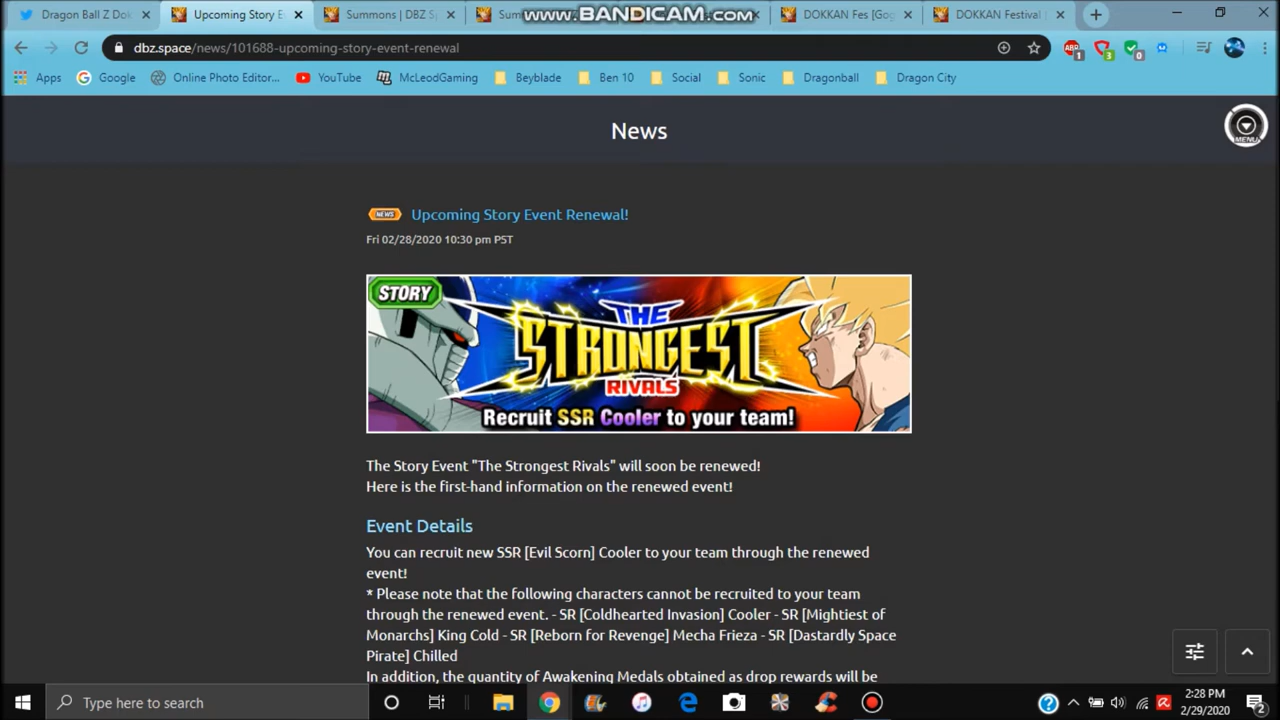 Dragon Ball Z Dok
Upcoming Story E
Summons | DBZ S
Sum
www.BANDICAM.com
DOKKAN Fes [Gog
DOKKAN Festival
dbz.space/news/101688-upcoming-story-event-renewal
ABP
1
3
0
Apps
Google
Online Photo Editor...
YouTube
McLeodGaming
Beyblade
Ben 10
Social
Sonic
Dragonball
Dragon City
News
MENU
NEWS
Upcoming Story Event Renewal!
Fri 02/28/2020 10:30 pm PST
STORY
THE
STRONGEST
RIVALS
Recruit SSR Cooler to your team!
The Story Event "The Strongest Rivals" will soon be renewed!
Here is the first-hand information on the renewed event!
Event Details
You can recruit new SSR [Evil Scorn] Cooler to your team through the renewed
event!
* Please note that the following characters cannot be recruited to your team
through the renewed event. - SR [Coldhearted Invasion] Cooler - SR [Mightiest of
Monarchs] King Cold - SR [Reborn for Revenge] Mecha Frieza - SR [Dastardly Space
Pirate] Chilled
In addition, the quantity of Awakening Medals obtained as drop rewards will be
Type here to search
2:28 PM
2/29/2020
2